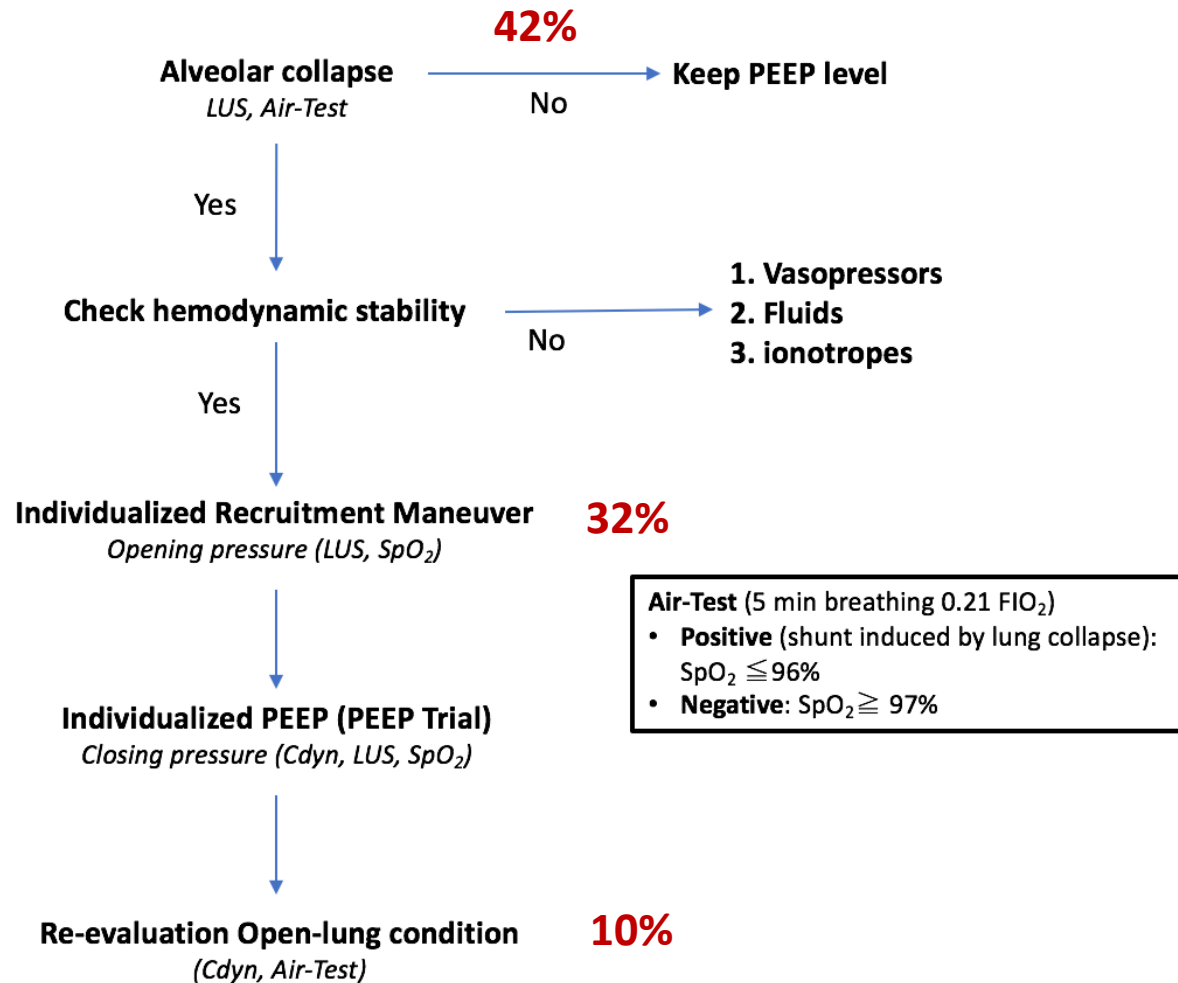 42%
Alveolar collapse
LUS, Air-Test
No
Keep PEEP level
Yes
Check hemodynamic stability
No
1. Vasopressors
2. Fluids
3. ionotropes
Yes
Individualized Recruitment Maneuver
Opening pressure (LUS, SpO₂)
32%
Air-Test (5 min breathing 0.21 FIO₂)
• Positive (shunt induced by lung collapse):
SpO₂ ≦96%
• Negative: SpO₂≧ 97%
Individualized PEEP (PEEP Trial)
Closing pressure (Cdyn, LUS, SpO₂)
Re-evaluation Open-lung condition
(Cdyn, Air-Test)
10%